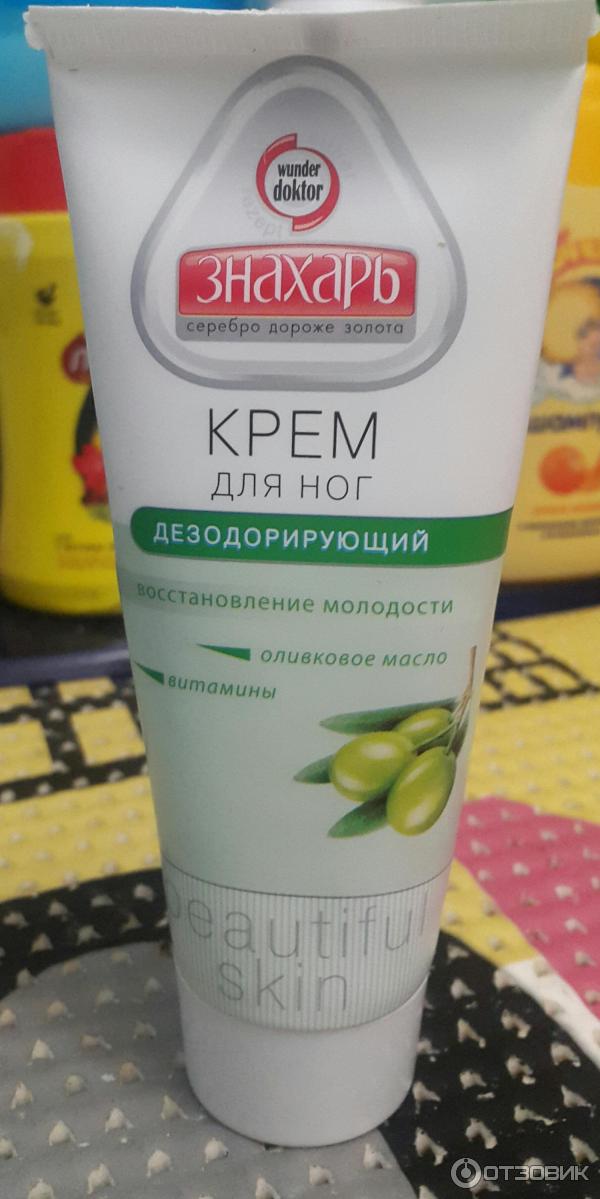 wunder
doktor
знахарь
серебро дороже золота
КРЕМ
ДЛЯ НОГ
ДЕЗОДОРИРУЮЩИЙ
восстановление молодости
оливковое масло
витамины
beautiful
skin
ОТЗОВИК